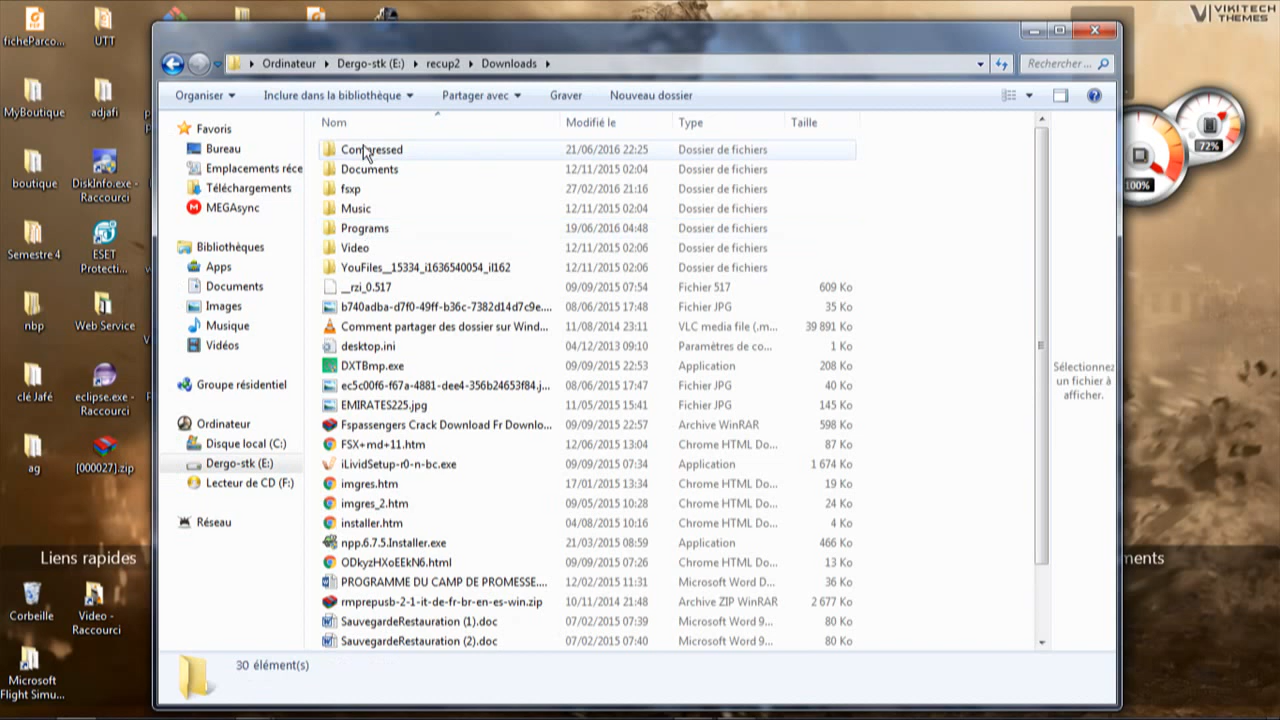 VIKITECH
THEMES
ficheParco...
UTT
MyBoutique
adjafi
boutique
DiskInfo.exe -
Raccourci
Semestre 4
ESET
Protecti...
nbp
Web Service
clé Jafé
eclipse.exe -
Raccourci
ag
[000027].zip
Liens rapides
Corbeille
Video -
Raccourci
Microsoft
Flight Simu...
Ordinateur
Dergo-stk (E:)
recup2
Downloads
Rechercher...
Organiser
Inclure dans la bibliothèque
Partager avec
Graver
Nouveau dossier
Favoris
Bureau
Emplacements réce
Téléchargements
MEGAsync
Bibliothèques
Apps
Documents
Images
Musique
Vidéos
Groupe résidentiel
Ordinateur
Disque local (C:)
Dergo-stk (E:)
Lecteur de CD (F:)
Réseau
Nom Modifié le Type Taille
Compressed 21/06/2016 22:25 Dossier de fichiers
Documents 12/11/2015 02:04 Dossier de fichiers
fsxp 27/02/2016 21:16 Dossier de fichiers
Music 12/11/2015 02:04 Dossier de fichiers
Programs 19/06/2016 04:48 Dossier de fichiers
Video 12/11/2015 02:06 Dossier de fichiers
YouFiles__15334_i1636540054_il162 12/11/2015 02:06 Dossier de fichiers
__rzi_0.517 09/09/2015 07:54 Fichier 517 609 Ko
b740adba-d7f0-49ff-b36c-7382d14d7c9e.... 08/06/2015 17:48 Fichier JPG 35 Ko
Comment partager des dossier sur Wind... 11/08/2014 23:11 VLC media file (.m... 39 891 Ko
desktop.ini 04/12/2013 09:10 Paramètres de co... 1 Ko
DXTBmp.exe 09/09/2015 22:53 Application 208 Ko
ec5c00f6-f67a-4881-dee4-356b24653f84.j... 08/06/2015 17:47 Fichier JPG 40 Ko
EMIRATES225.jpg 11/05/2015 15:41 Fichier JPG 145 Ko
Fspassengers Crack Download Fr Downlo... 09/09/2015 22:57 Archive WinRAR 598 Ko
FSX+md+11.htm 12/06/2015 13:04 Chrome HTML Do... 87 Ko
iLividSetup-r0-n-bc.exe 09/09/2015 07:34 Application 1 674 Ko
imgres.htm 17/01/2015 13:34 Chrome HTML Do... 19 Ko
imgres_2.htm 09/05/2015 10:28 Chrome HTML Do... 24 Ko
installer.htm 04/08/2015 10:16 Chrome HTML Do... 4 Ko
npp.6.7.5.Installer.exe 21/03/2015 08:59 Application 466 Ko
ODkyzHXoEEkN6.html 09/09/2015 07:26 Chrome HTML Do... 13 Ko
PROGRAMME DU CAMP DE PROMESSE.... 12/02/2015 11:31 Microsoft Word D... 36 Ko
rmprepusb-2-1-it-de-fr-br-en-es-win.zip 10/11/2014 21:48 Archive ZIP WinRAR 2 677 Ko
SauvegardeRestauration (1).doc 07/02/2015 07:39 Microsoft Word 9... 80 Ko
SauvegardeRestauration (2).doc 07/02/2015 07:40 Microsoft Word 9... 80 Ko
Sélectionnez
un fichier à
afficher.
30 élément(s)
72%
100%
ments